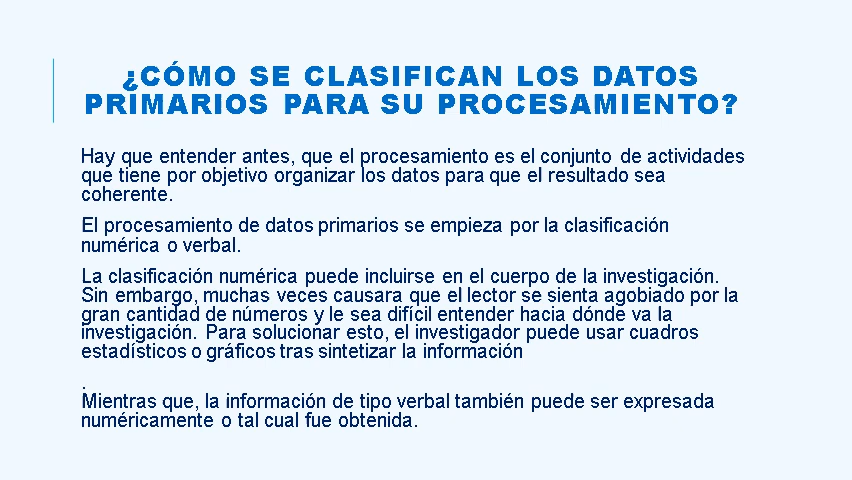 ¿CÓMO SE CLASIFICAN LOS DATOS
PRIMARIOS PARA SU PROCESAMIENTO?
Hay que entender antes, que el procesamiento es el conjunto de actividades
que tiene por objetivo organizar los datos para que el resultado sea
coherente.
El procesamiento de datos primarios se empieza por la clasificación
numérica o verbal.
La clasificación numérica puede incluirse en el cuerpo de la investigación.
Sin embargo, muchas veces causara que el lector se sienta agobiado por la
gran cantidad de números y le sea difícil entender hacia dónde va la
investigación. Para solucionar esto, el investigador puede usar cuadros
estadísticos o gráficos tras sintetizar la información
.
Mientras que, la información de tipo verbal también puede ser expresada
numéricamente o tal cual fue obtenida.